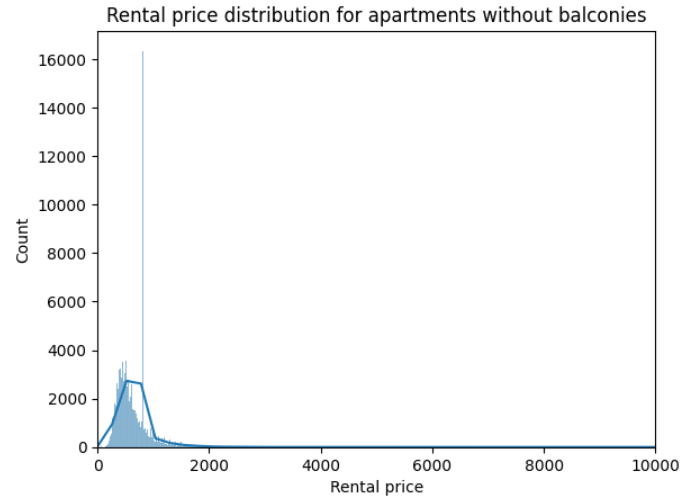 Rental price distribution for apartments without balconies
16000
14000
12000
10000
8000
6000
4000
2000
0
Count
0 2000 4000 6000 8000 10000
Rental price